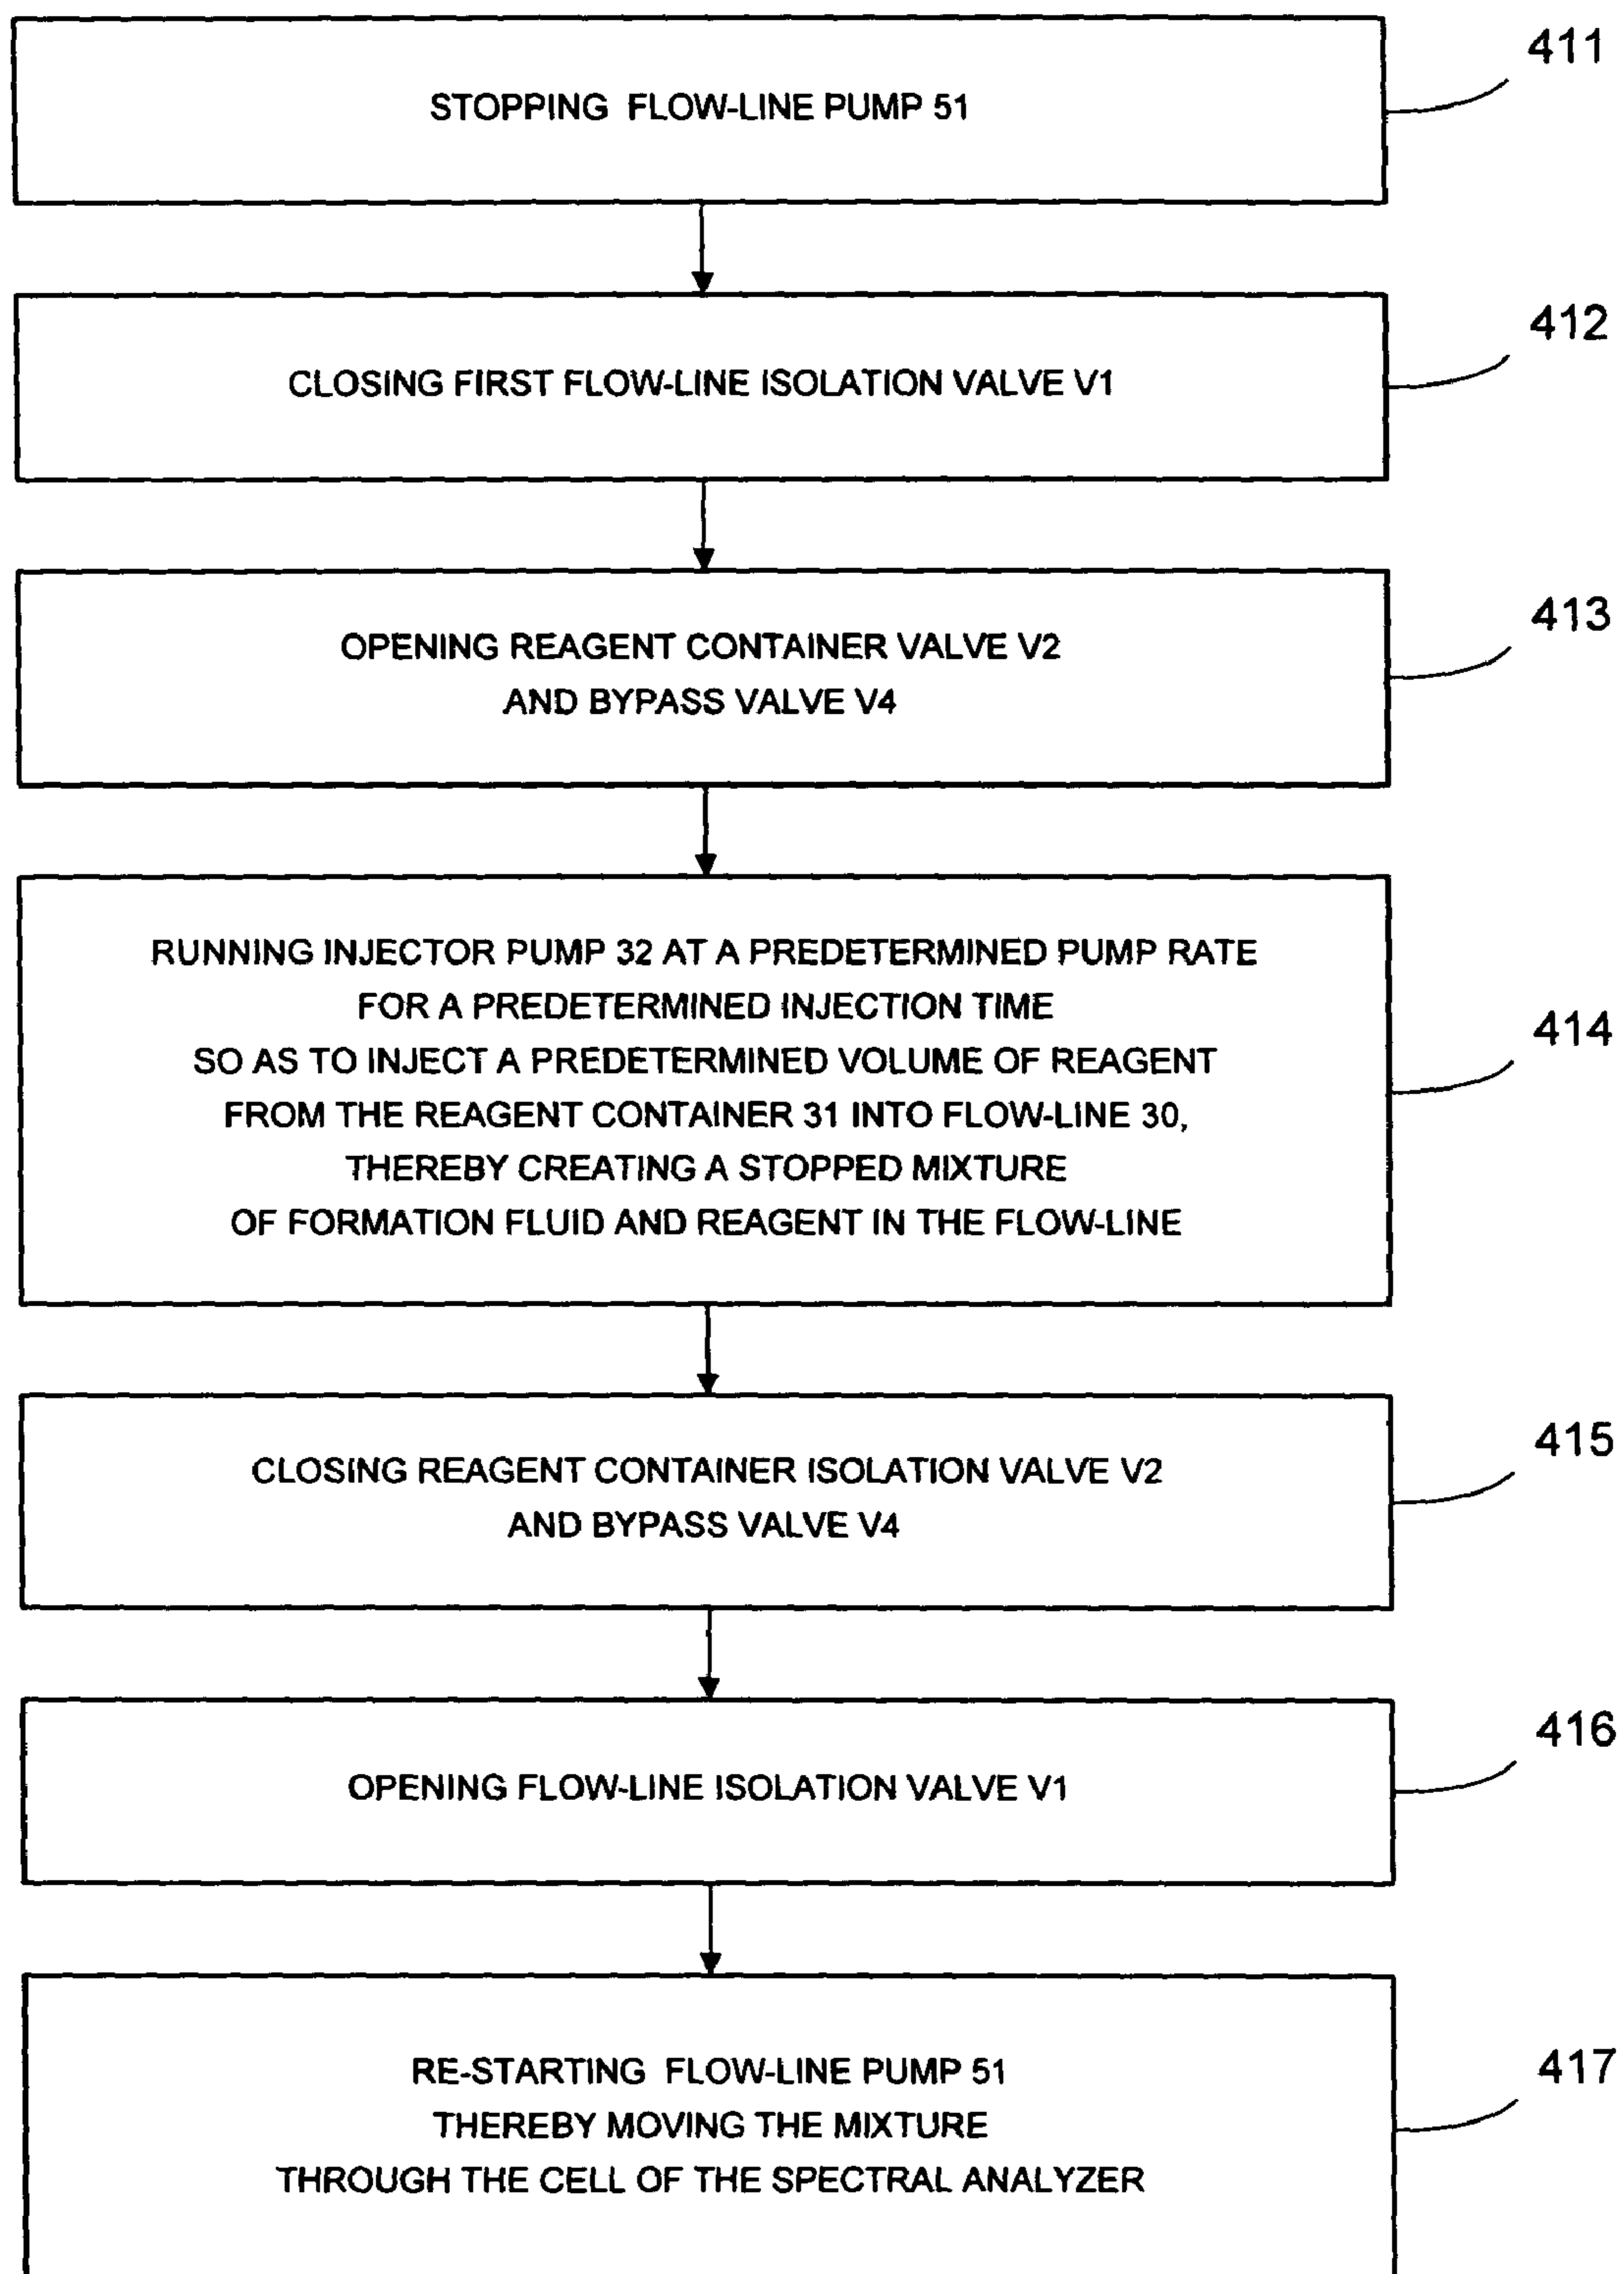 STOPPING FLOW-LINE PUMP 51
411
CLOSING FIRST FLOW-LINE ISOLATION VALVE V1
412
OPENING REAGENT CONTAINER VALVE V2
AND BYPASS VALVE V4
413
RUNNING INJECTOR PUMP 32 AT A PREDETERMINED PUMP RATE
FOR A PREDETERMINED INJECTION TIME
SO AS TO INJECT A PREDETERMINED VOLUME OF REAGENT
FROM THE REAGENT CONTAINER 31 INTO FLOW-LINE 30,
THEREBY CREATING A STOPPED MIXTURE
OF FORMATION FLUID AND REAGENT IN THE FLOW-LINE
414
CLOSING REAGENT CONTAINER ISOLATION VALVE V2
AND BYPASS VALVE V4
415
OPENING FLOW-LINE ISOLATION VALVE V1
416
RE-STARTING FLOW-LINE PUMP 51
THEREBY MOVING THE MIXTURE
THROUGH THE CELL OF THE SPECTRAL ANALYZER
417